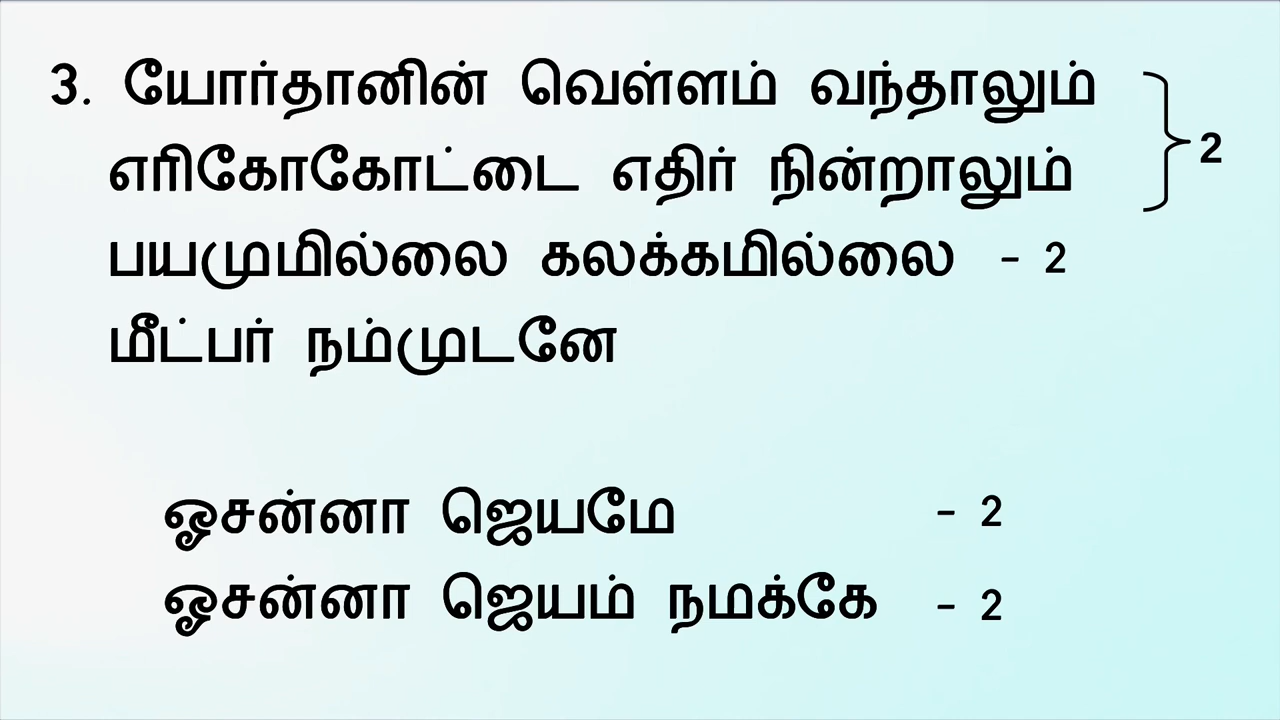 3. யோர்தானின் வெள்ளம் வந்தாலும்
எரிகோகோட்டை எதிர் நின்றாலும் } 2
பயமுமில்லை கலக்கமில்லை - 2
மீட்பர் நம்முடனே
ஓசன்னா ஜெயமே - 2
ஓசன்னா ஜெயம் நமக்கே - 2